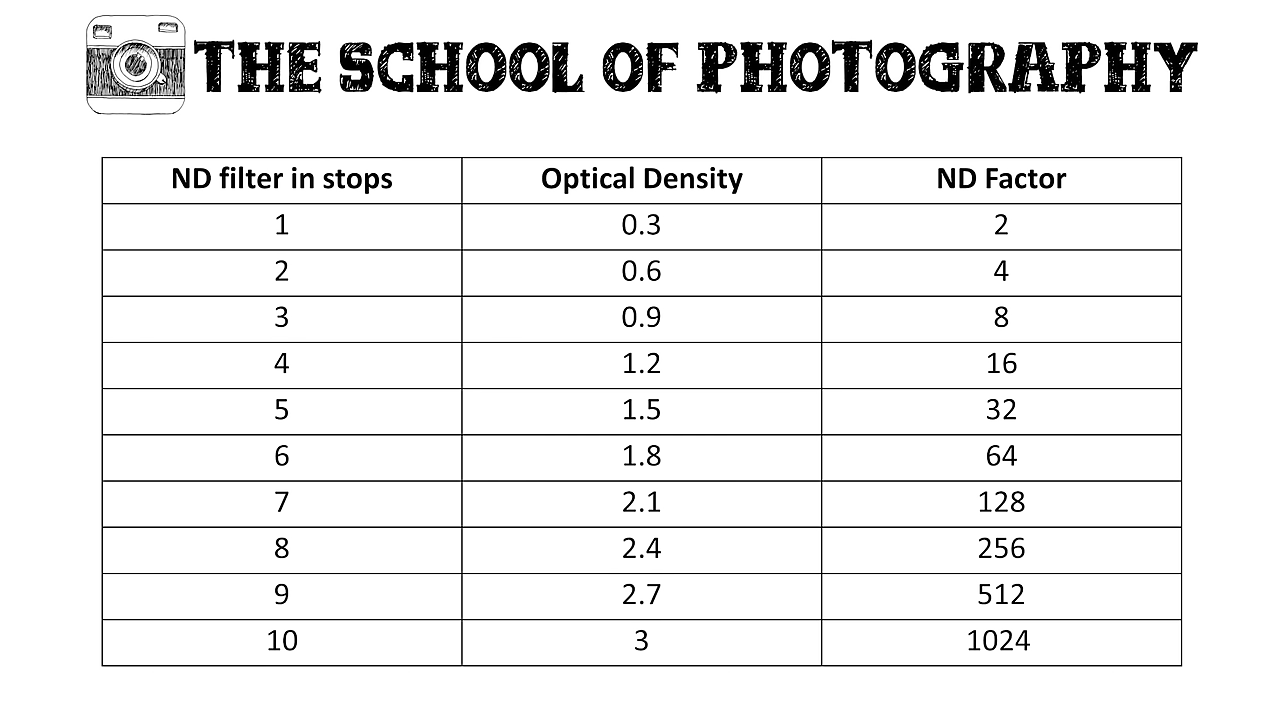 THE SCHOOL OF PHOTOGRAPHY
ND filter in stops Optical Density ND Factor
1 0.3 2
2 0.6 4
3 0.9 8
4 1.2 16
5 1.5 32
6 1.8 64
7 2.1 128
8 2.4 256
9 2.7 512
10 3 1024